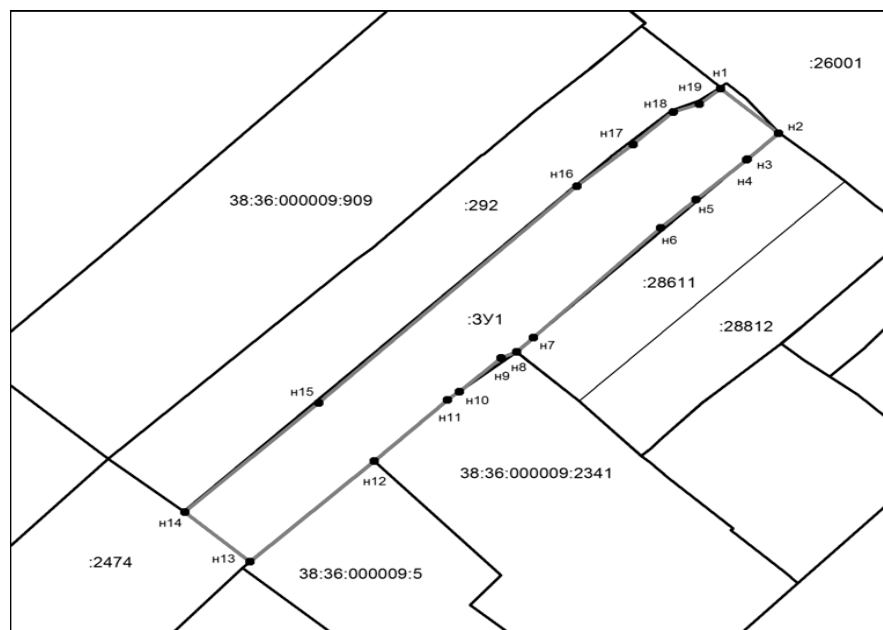 :26001
н1
н19
н18
н2
н17
н3
н4
н16
38:36:000009:909
:292
н5
н6
:28611
:ЗУ1
:28812
н7
н8
н9
н15
н10
н11
38:36:000009:2341
н12
н14
н13
:2474
38:36:000009:5